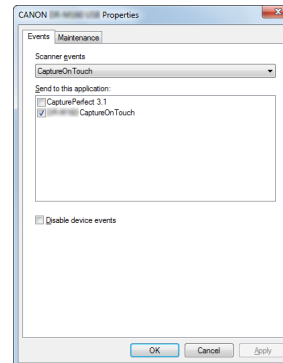 CANON Properties
Events Maintenance
Scanner events
CaptureOnTouch
Send to this application:
CapturePerfect 3.1
CaptureOnTouch
Disable device events
OK Cancel Apply